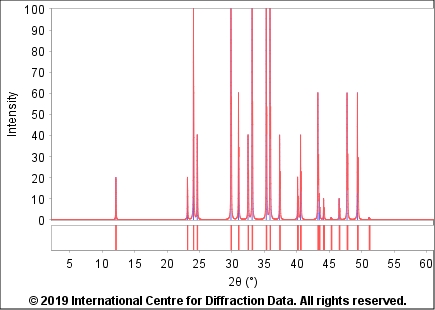 100
90
80
70
60
50
40
30
20
10
0
Intensity
5 10 15 20 25 30 35 40 45 50 55 60
2θ (°)
© 2019 International Centre for Diffraction Data. All rights reserved.